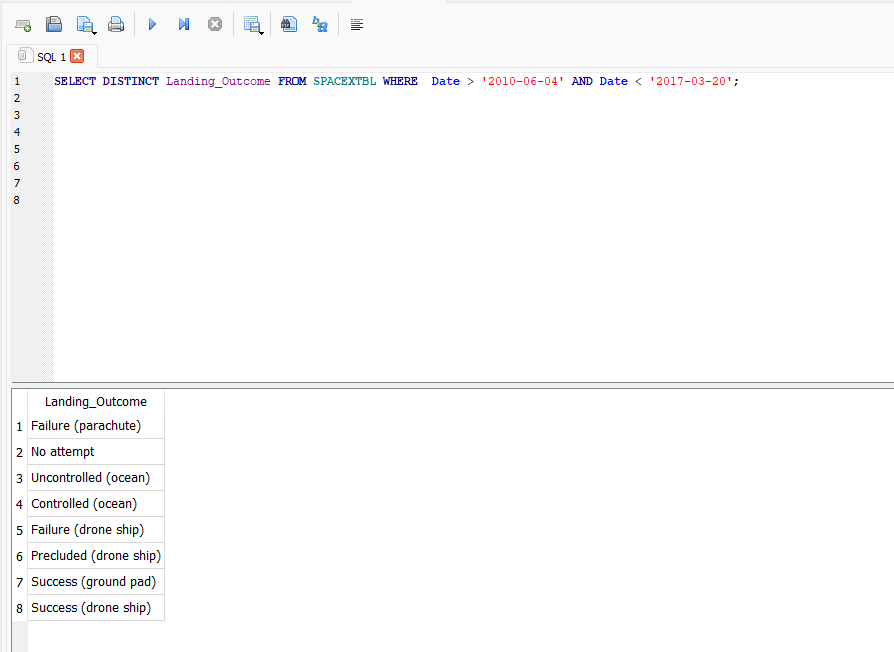 SQL 1
1 SELECT DISTINCT Landing_Outcome FROM SPACEXTBL WHERE  Date > '2010-06-04' AND Date < '2017-03-20';
2
3
4
5
6
7
8
Landing_Outcome
1 Failure (parachute)
2 No attempt
3 Uncontrolled (ocean)
4 Controlled (ocean)
5 Failure (drone ship)
6 Precluded (drone ship)
7 Success (ground pad)
8 Success (drone ship)